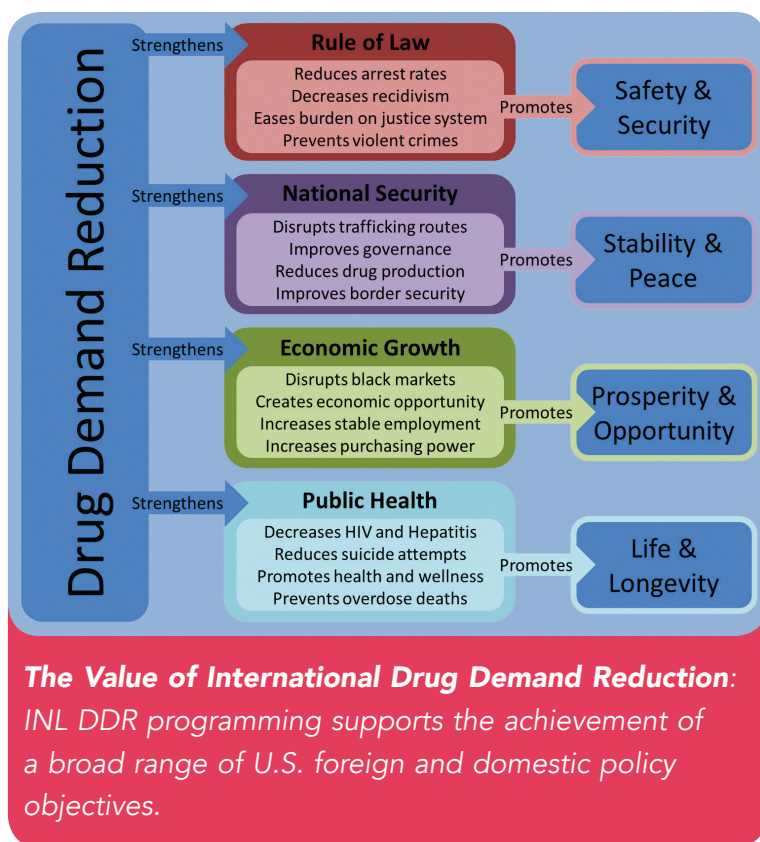 Drug Demand Reduction
Strengthens
Rule of Law
Reduces arrest rates
Decreases recidivism
Eases burden on justice system
Prevents violent crimes
Promotes
Safety &
Security
Strengthens
National Security
Disrupts trafficking routes
Improves governance
Reduces drug production
Improves border security
Promotes
Stability &
Peace
Strengthens
Economic Growth
Disrupts black markets
Creates economic opportunity
Increases stable employment
Increases purchasing power
Promotes
Prosperity &
Opportunity
Strengthens
Public Health
Decreases HIV and Hepatitis
Reduces suicide attempts
Promotes health and wellness
Prevents overdose deaths
Promotes
Life &
Longevity
The Value of International Drug Demand Reduction:
INL DDR programming supports the achievement of
a broad range of U.S. foreign and domestic policy
objectives.